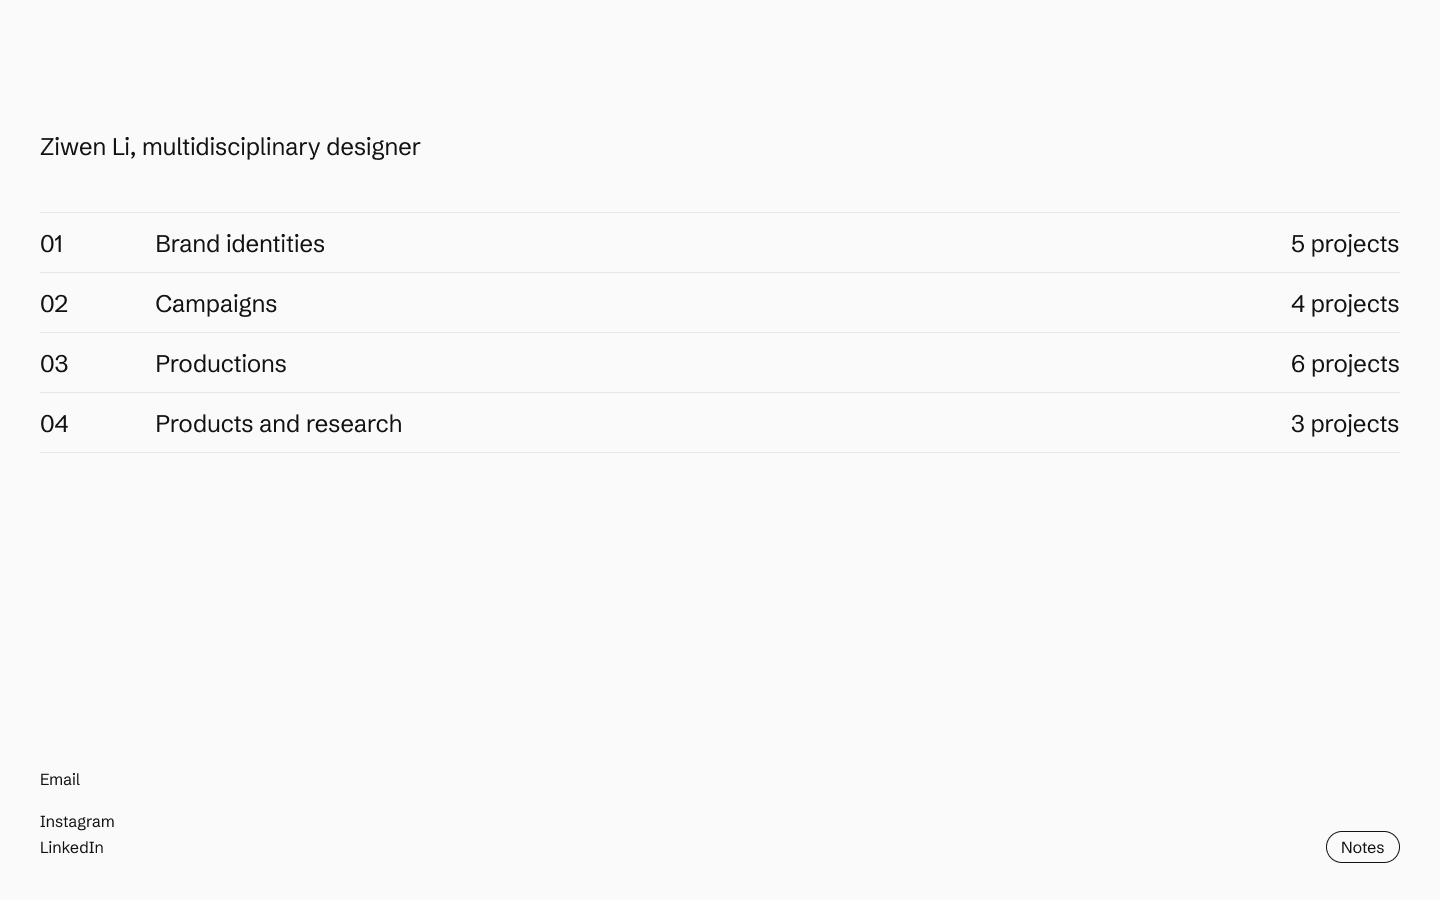 Ziwen Li, multidisciplinary designer
01 Brand identities 5 projects
02 Campaigns 4 projects
03 Productions 6 projects
04 Products and research 3 projects
Email
Instagram
LinkedIn
Notes